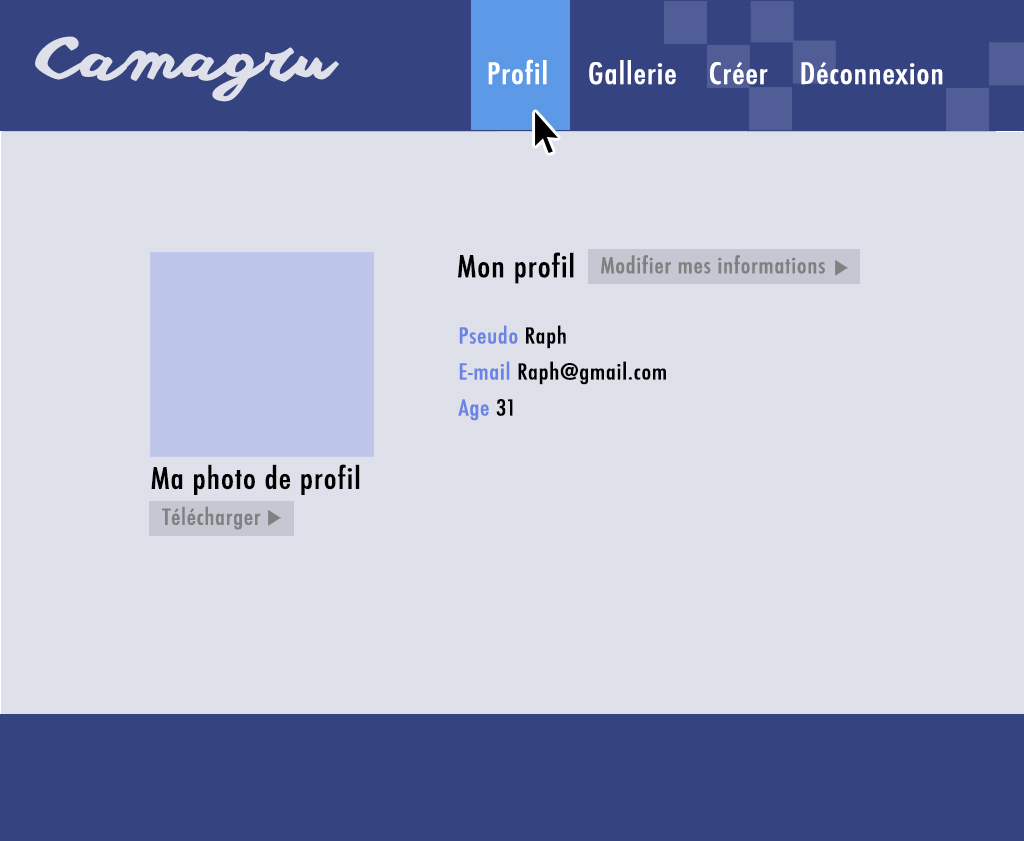 Camagru
Profil Gallerie Créer Déconnexion
Mon profil Modifier mes informations
Pseudo Raph
E-mail Raph@gmail.com
Age 31
Ma photo de profil
Télécharger